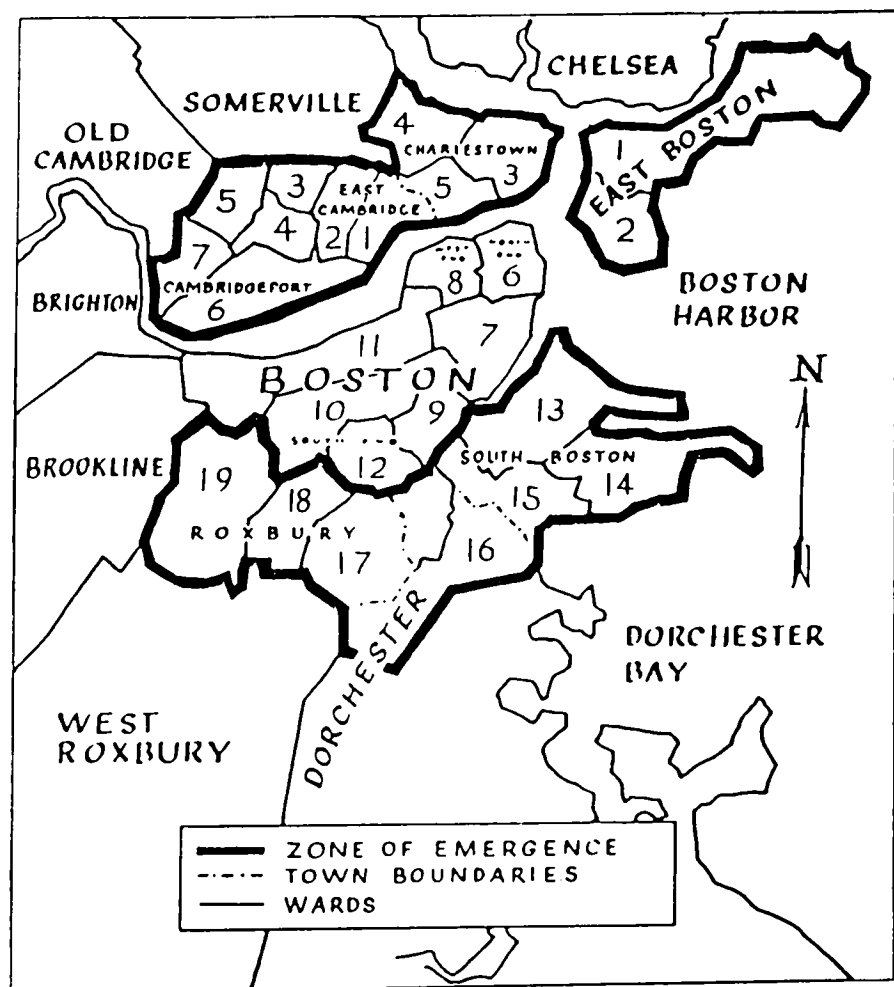 CHELSEA
SOMERVILLE
OLD
CAMBRIDGE
4
CHARLESTOWN
1
EAST BOSTON
5
3
EAST
CAMBRIDGE
5
3
2
7
4
2
1
CAMBRIDGEPORT
6
BRIGHTON
8
6
BOSTON
HARBOR
7
11
BOSTON
N
10
9
13
SOUTH
BROOKLINE
12
SOUTH BOSTON
19
18
15
14
ROXBURY
17
16
DORCHESTER
DORCHESTER
BAY
WEST
ROXBURY
ZONE OF EMERGENCE
TOWN BOUNDARIES
WARDS